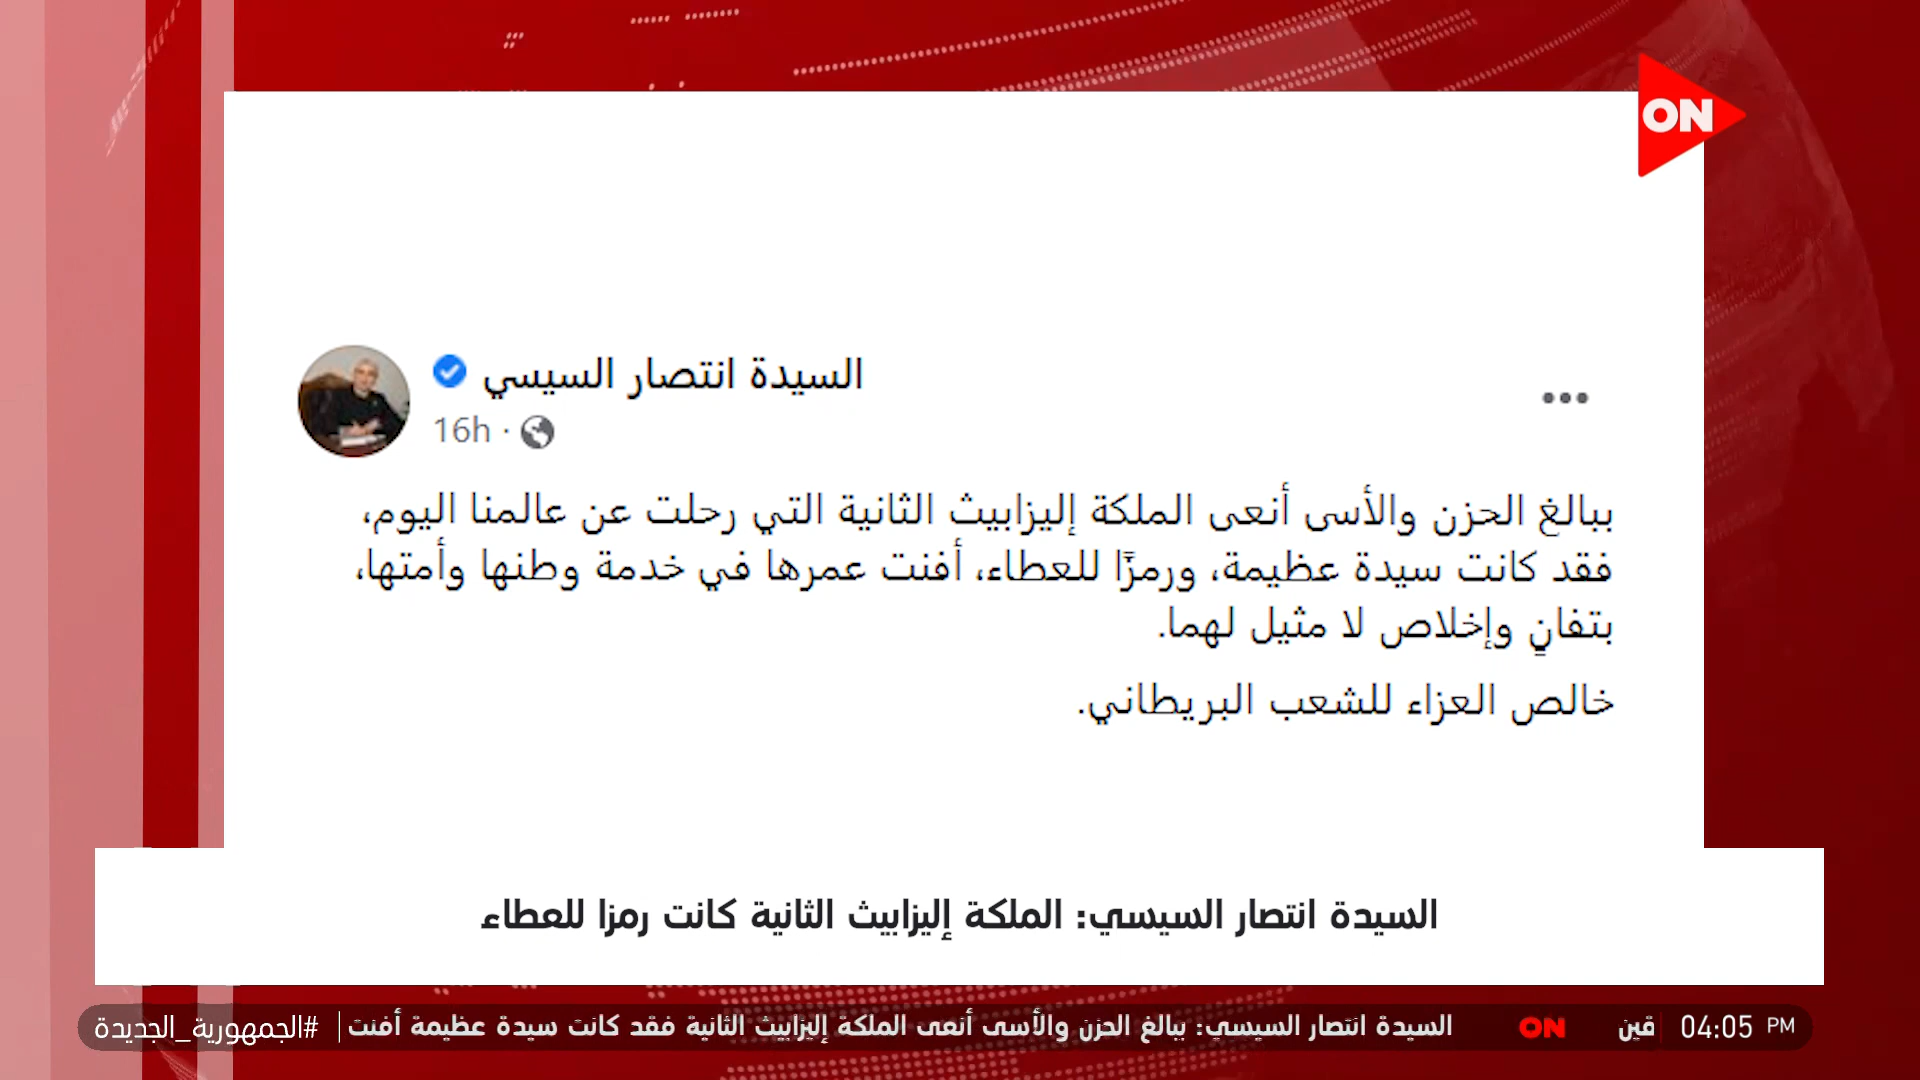 ON
السيدة انتصار السيسي
16h ·
ببالغ الحزن والأسى أنعى الملكة إليزابيث الثانية التي رحلت عن عالمنا اليوم،
فقد كانت سيدة عظيمة، ورمزًا للعطاء، أفنت عمرها في خدمة وطنها وأمتها،
بتفانٍ وإخلاص لا مثيل لهما.
خالص العزاء للشعب البريطاني.
السيدة انتصار السيسي: الملكة إليزابيث الثانية كانت رمزا للعطاء
04:05 PM قين ON السيدة انتصار السيسي: ببالغ الحزن والأسى أنعى الملكة إليزابيث الثانية فقد كانت سيدة عظيمة أفنت #الجمهورية_الجديدة